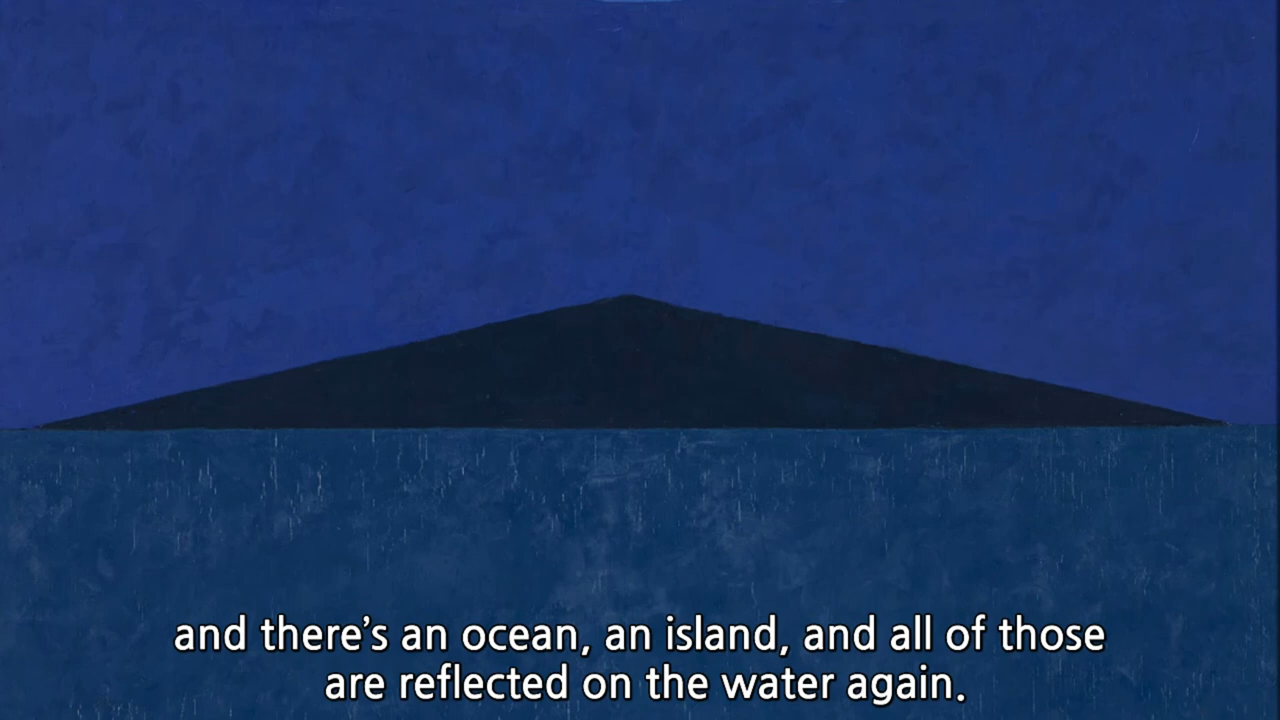 and there’s an ocean, an island, and all of those
are reflected on the water again.